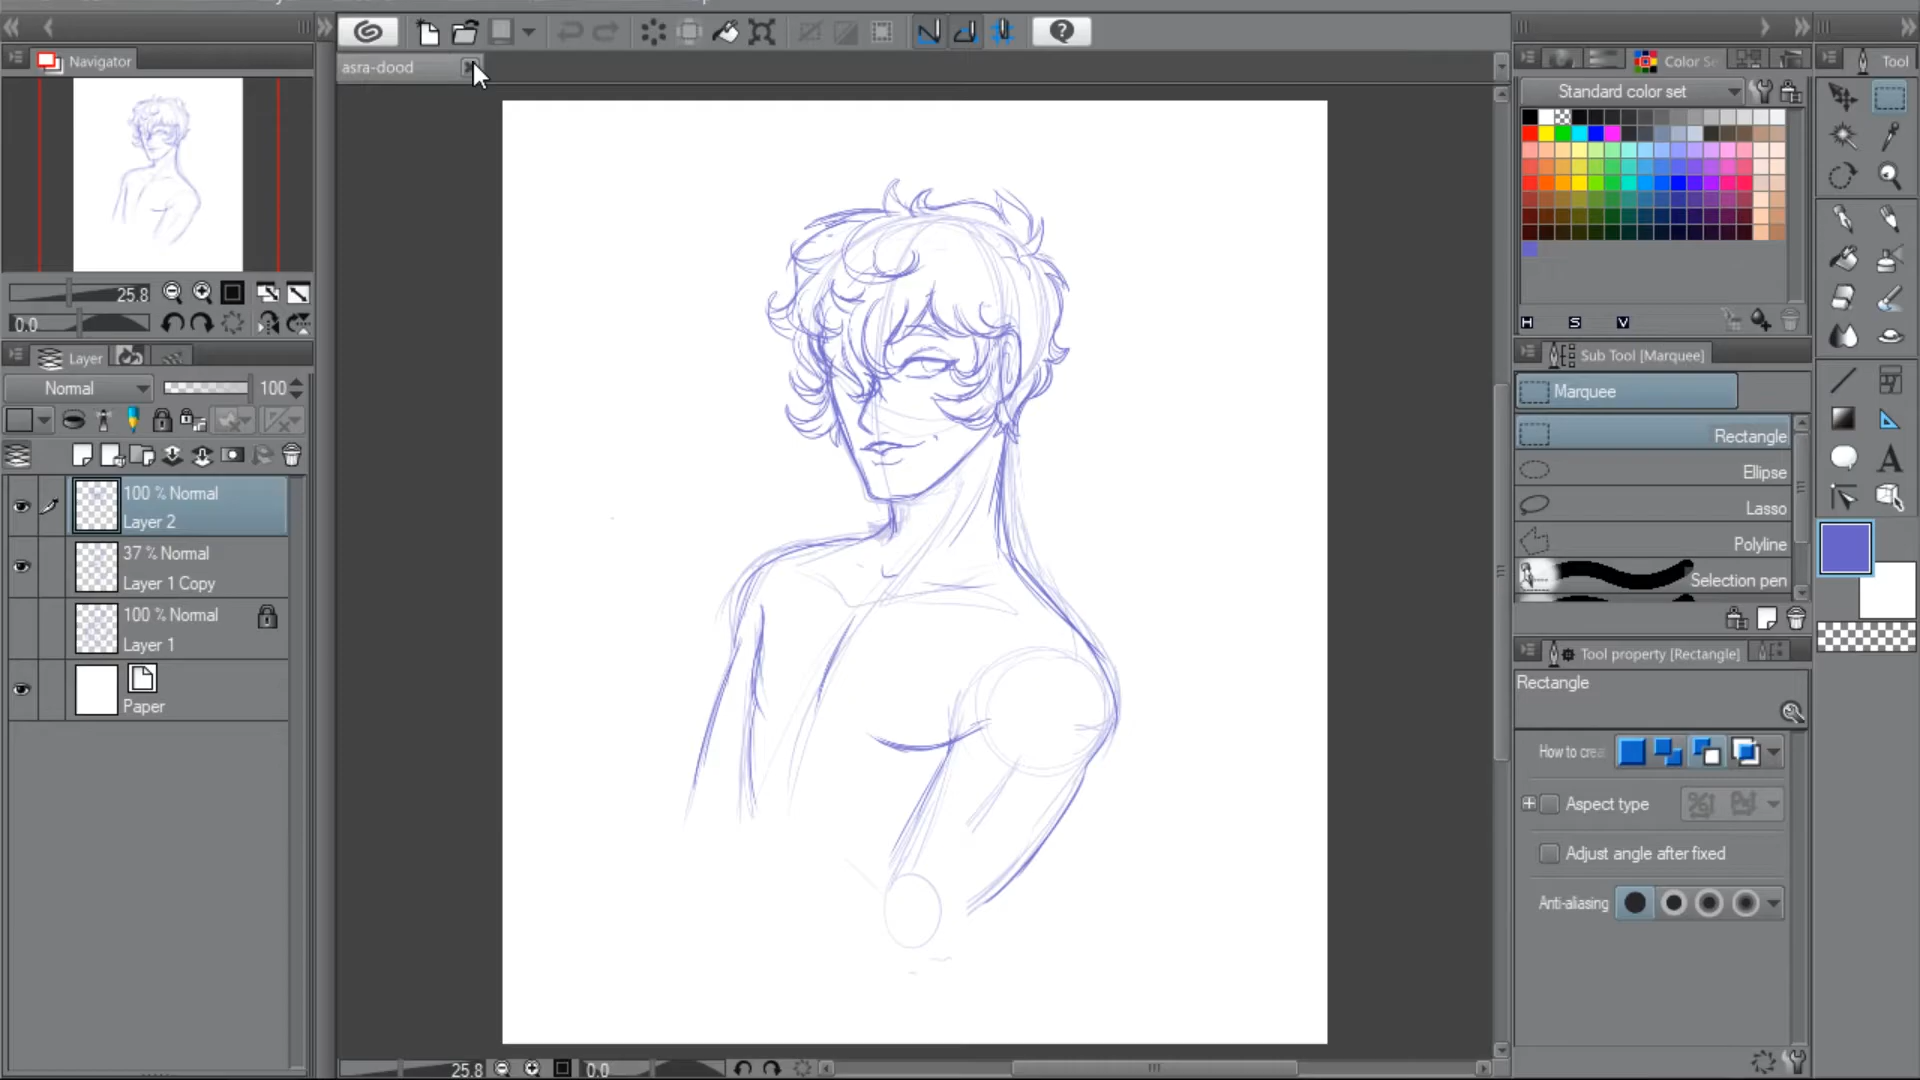 asra-dood
Navigator
25.8
0.0
Layer
Normal
100
100 % Normal
Layer 2
37 % Normal
Layer 1 Copy
100 % Normal
Layer 1
Paper
25.8
0.0
Color Se
Tool
Standard color set
H S V
Sub Tool [Marquee]
Marquee
Rectangle
Ellipse
Lasso
Polyline
Selection pen
Tool property [Rectangle]
Rectangle
How to crea
Aspect type
Adjust angle after fixed
Anti-aliasing
A